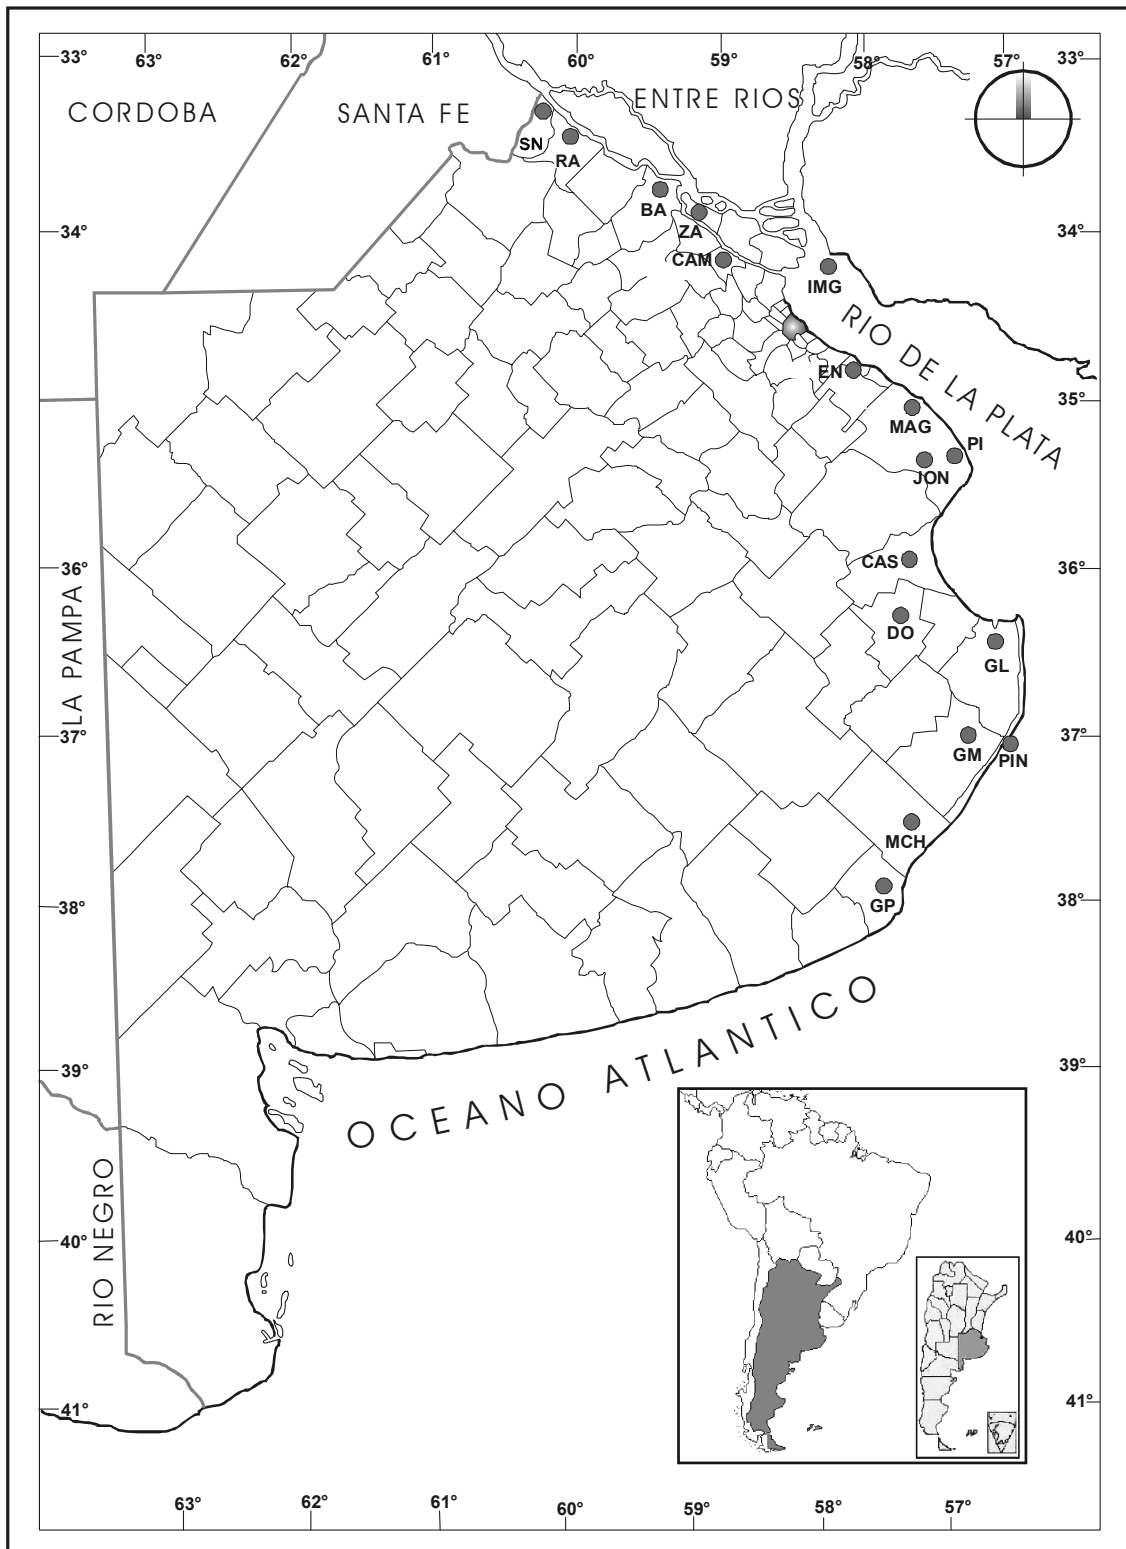 63°
62°
61°
60°
59°
58°
57°
33°
33°
CORDOBA
SANTA FE
ENTRE RIOS
SN
RA
BA
ZA
34°
34°
CAM
IMG
RIO DE LA PLATA
EN
35°
MAG
PI
JON
CAS
36°
36°
LA PAMPA
DO
GL
37°
37°
GM
PIN
MCH
GP
38°
38°
OCEANO ATLANTICO
39°
39°
RIO NEGRO
40°
40°
41°
41°
63°
62°
61°
60°
59°
58°
57°